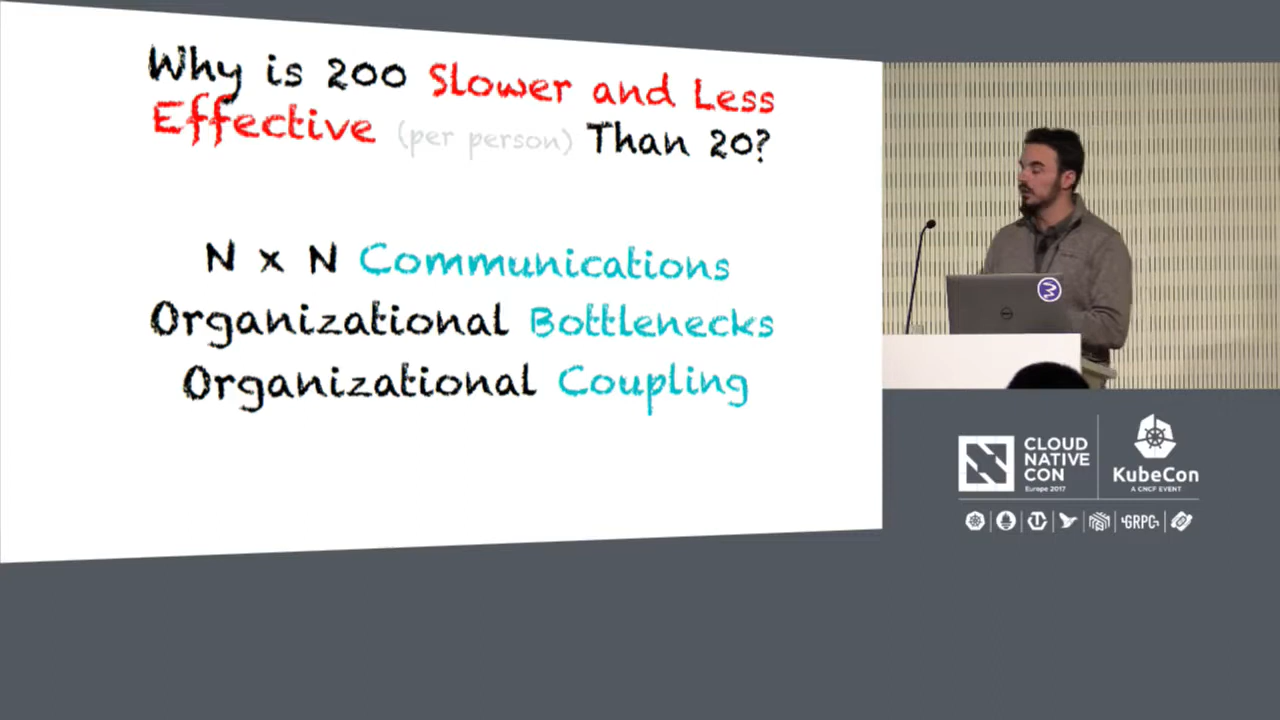 Why is 200 Slower and Less
Effective (per person) Than 20?
N x N Communications
Organizational Bottlenecks
Organizational Coupling
CLOUD
NATIVE
CON
Europe 2017
KubeCon
A CNCF EVENT
GRPC